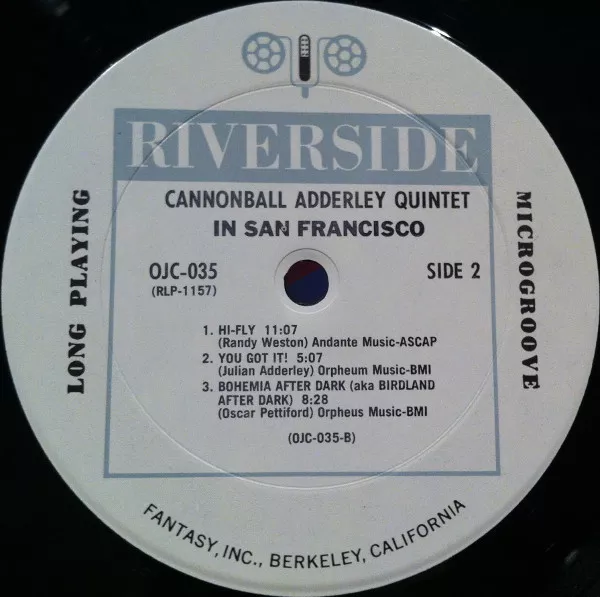 RIVERSIDE
CANNONBALL ADDERLEY QUINTET
IN SAN FRANCISCO
LONG PLAYING
MICROGROOVE
OJC-035
(RLP-1157)
SIDE 2
1. HI-FLY 11:07
(Randy Weston) Andante Music-ASCAP
2. YOU GOT IT! 5:07
(Julian Adderley) Orpheum Music-BMI
3. BOHEMIA AFTER DARK (aka BIRDLAND
AFTER DARK) 8:28
(Oscar Pettiford) Orpheus Music-BMI
(OJC-035-B)
FANTASY, INC., BERKELEY, CALIFORNIA